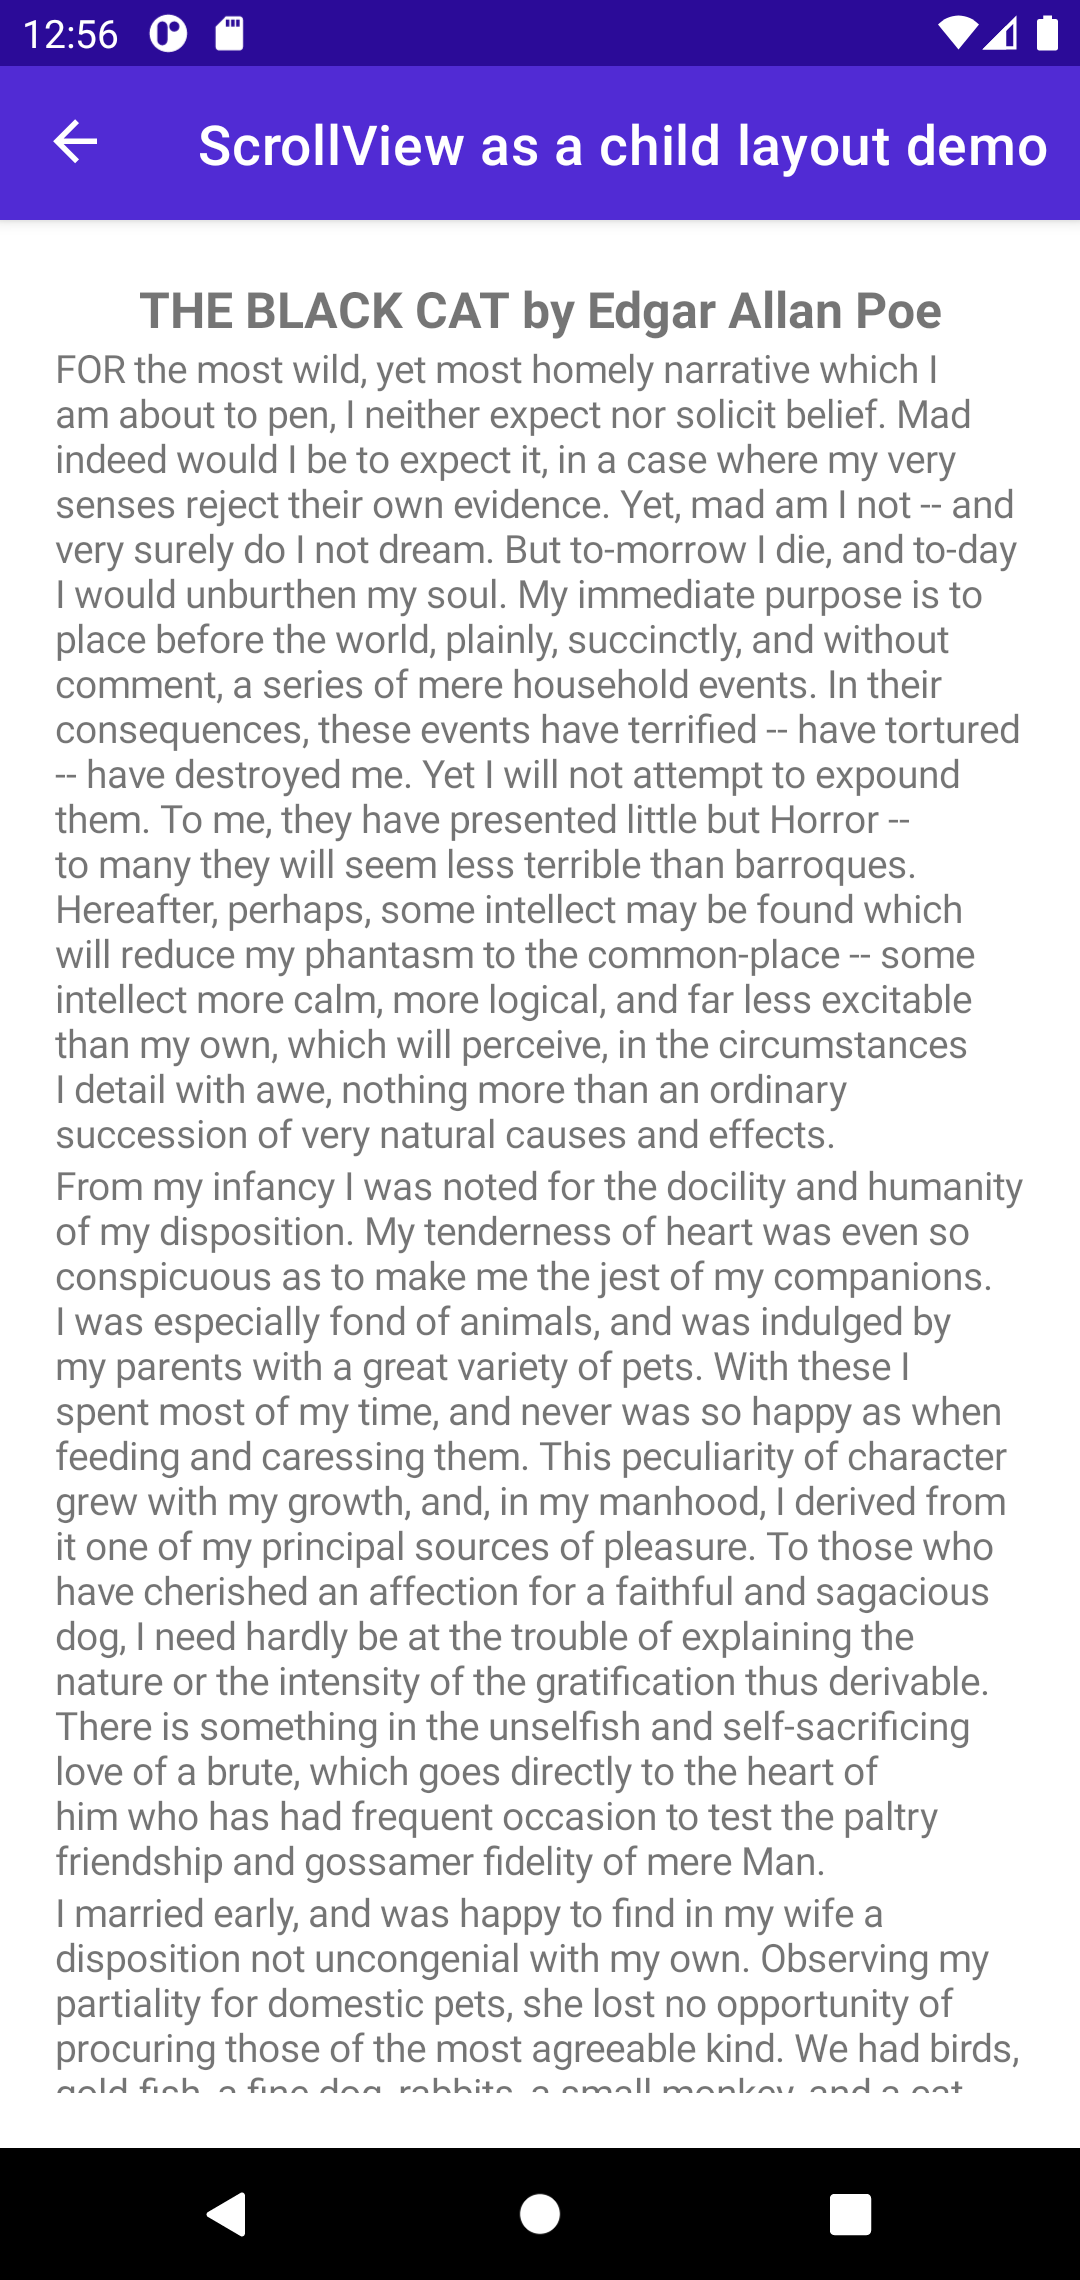 12:56
ScrollView as a child layout demo
THE BLACK CAT by Edgar Allan Poe
FOR the most wild, yet most homely narrative which I
am about to pen, I neither expect nor solicit belief. Mad
indeed would I be to expect it, in a case where my very
senses reject their own evidence. Yet, mad am I not -- and
very surely do I not dream. But to-morrow I die, and to-day
I would unburthen my soul. My immediate purpose is to
place before the world, plainly, succinctly, and without
comment, a series of mere household events. In their
consequences, these events have terrified -- have tortured
-- have destroyed me. Yet I will not attempt to expound
them. To me, they have presented little but Horror --
to many they will seem less terrible than barroques.
Hereafter, perhaps, some intellect may be found which
will reduce my phantasm to the common-place -- some
intellect more calm, more logical, and far less excitable
than my own, which will perceive, in the circumstances
I detail with awe, nothing more than an ordinary
succession of very natural causes and effects.
From my infancy I was noted for the docility and humanity
of my disposition. My tenderness of heart was even so
conspicuous as to make me the jest of my companions.
I was especially fond of animals, and was indulged by
my parents with a great variety of pets. With these I
spent most of my time, and never was so happy as when
feeding and caressing them. This peculiarity of character
grew with my growth, and, in my manhood, I derived from
it one of my principal sources of pleasure. To those who
have cherished an affection for a faithful and sagacious
dog, I need hardly be at the trouble of explaining the
nature or the intensity of the gratification thus derivable.
There is something in the unselfish and self-sacrificing
love of a brute, which goes directly to the heart of
him who has had frequent occasion to test the paltry
friendship and gossamer fidelity of mere Man.
I married early, and was happy to find in my wife a
disposition not uncongenial with my own. Observing my
partiality for domestic pets, she lost no opportunity of
procuring those of the most agreeable kind. We had birds,
gold fish, a fine dog, rabbits, a small monkey, and a cat.